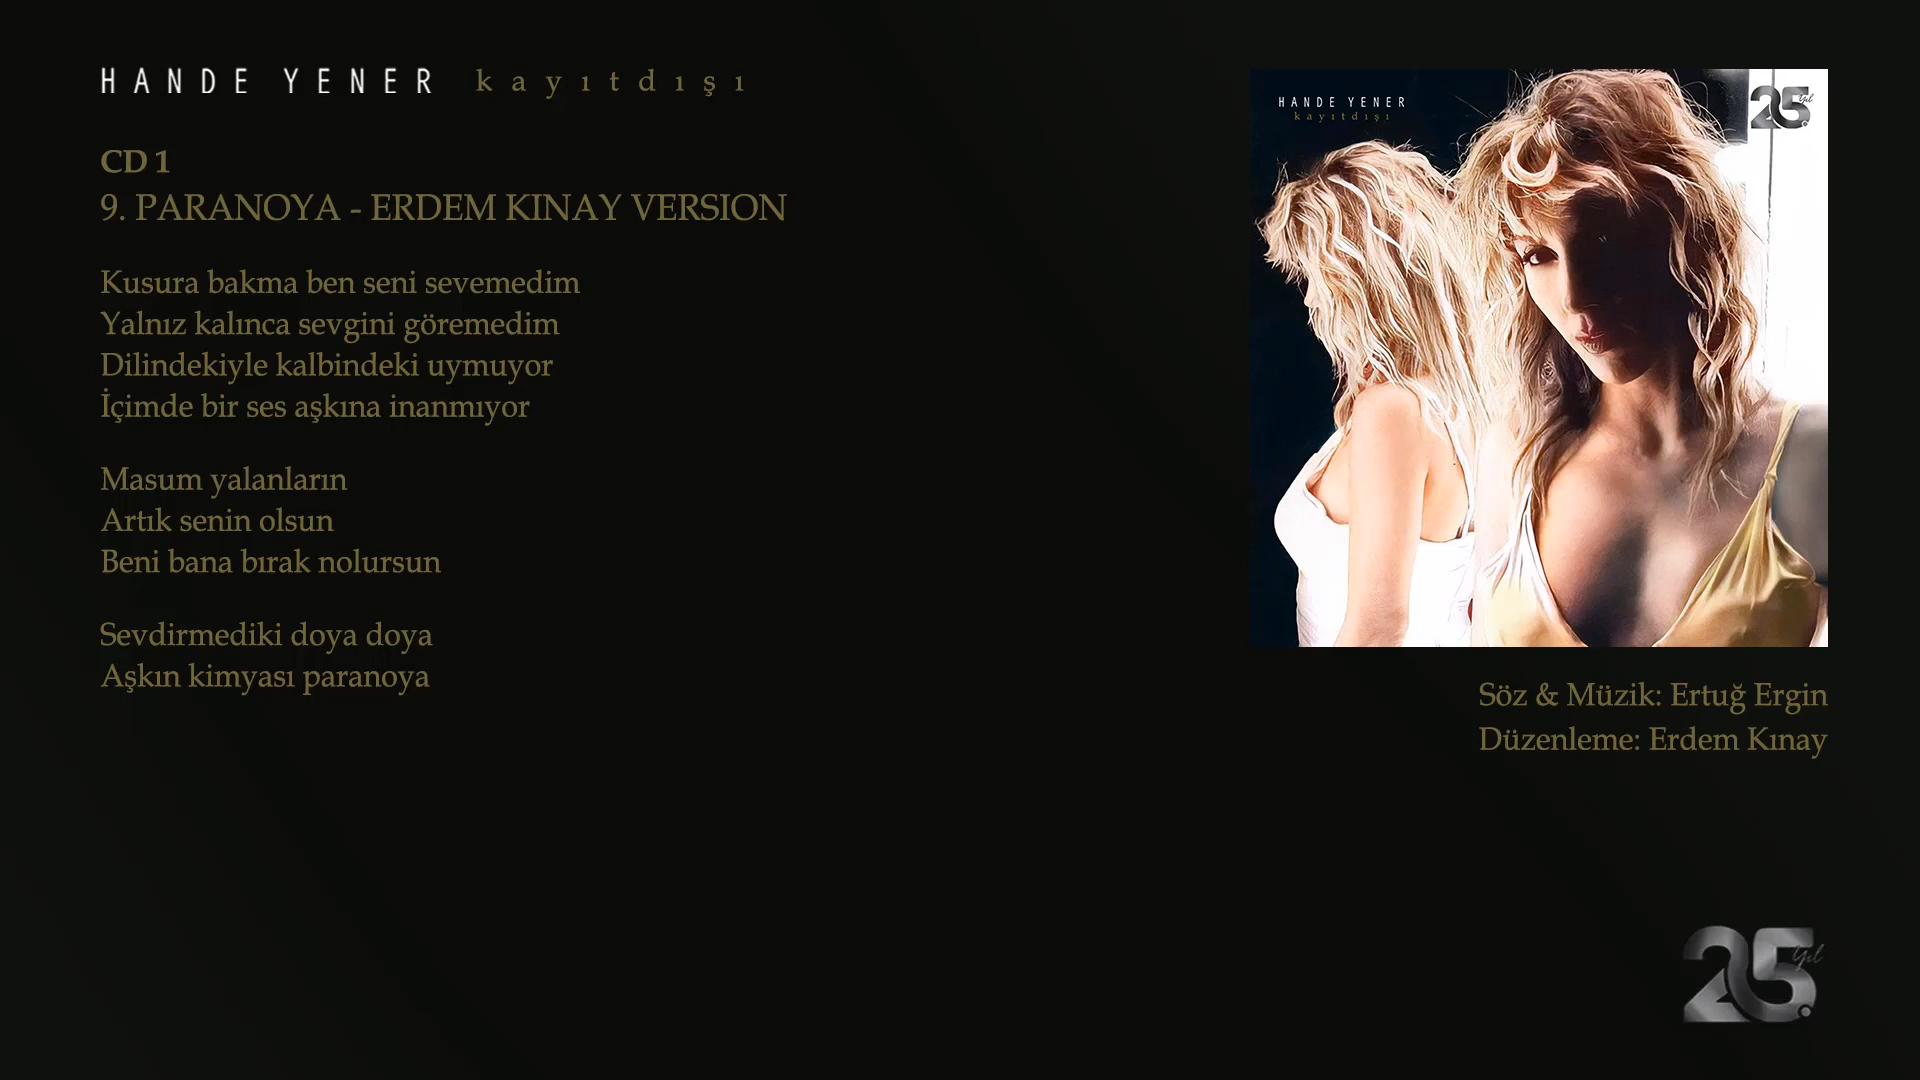 HANDE YENER kayıtdışı
CD 1
9. PARANOYA - ERDEM KINAY VERSION
Kusura bakma ben seni sevemedim
Yalnız kalınca sevgini göremedim
Dilindekiyle kalbindeki uymuyor
İçimde bir ses aşkına inanmıyor
Masum yalanların
Artık senin olsun
Beni bana bırak nolursun
Sevdirmediki doya doya
Aşkın kimyası paranoya
HANDE YENER
kayıtdışı
25. Yıl
Söz & Müzik: Ertuğ Ergin
Düzenleme: Erdem Kınay
25. Yıl